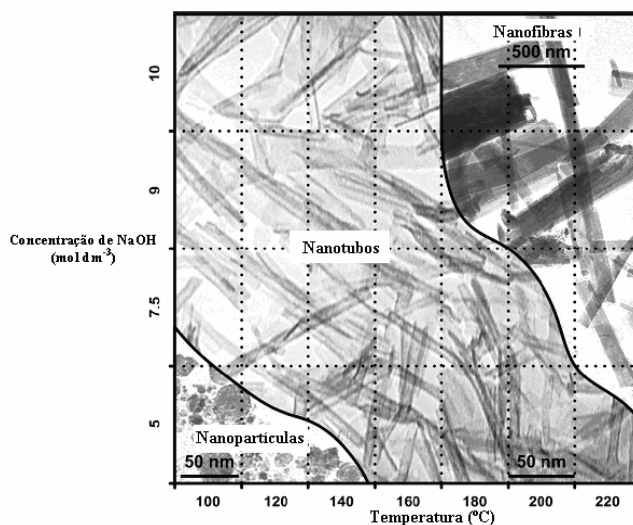 Nanofibras
500 nm
10
9
Concentração de NaOH
(mol dm-3)
Nanotubos
7.5
5
Nanopartículas
50 nm
50 nm
100 120 140 160 180 200 220
Temperatura (ºC)